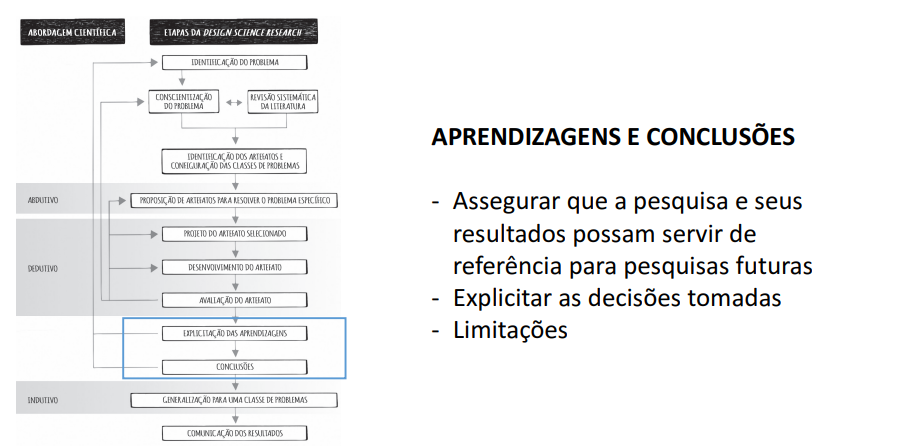 ABORDAGEM CIENTÍFICA
ETAPAS DA DESIGN SCIENCE RESEARCH
IDENTIFICAÇÃO DO PROBLEMA
CONSCIENTIZAÇÃO
DO PROBLEMA
REVISÃO SISTEMÁTICA
DA LITERATURA
IDENTIFICAÇÃO DOS ARTEFATOS E
CONFIGURAÇÃO DAS CLASSES DE PROBLEMAS
ABDUTIVO
PROPOSIÇÃO DE ARTEFATOS PARA RESOLVER O PROBLEMA ESPECÍFICO
PROJETO DO ARTEFATO SELECIONADO
DEDUTIVO
DESENVOLVIMENTO DO ARTEFATO
AVALIAÇÃO DO ARTEFATO
EXPLICITAÇÃO DAS APRENDIZAGENS
CONCLUSÕES
INDUTIVO
GENERALIZAÇÃO PARA UMA CLASSE DE PROBLEMAS
COMUNICAÇÃO DOS RESULTADOS
APRENDIZAGENS E CONCLUSÕES
- Assegurar que a pesquisa e seus
resultados possam servir de
referência para pesquisas futuras
- Explicitar as decisões tomadas
- Limitações